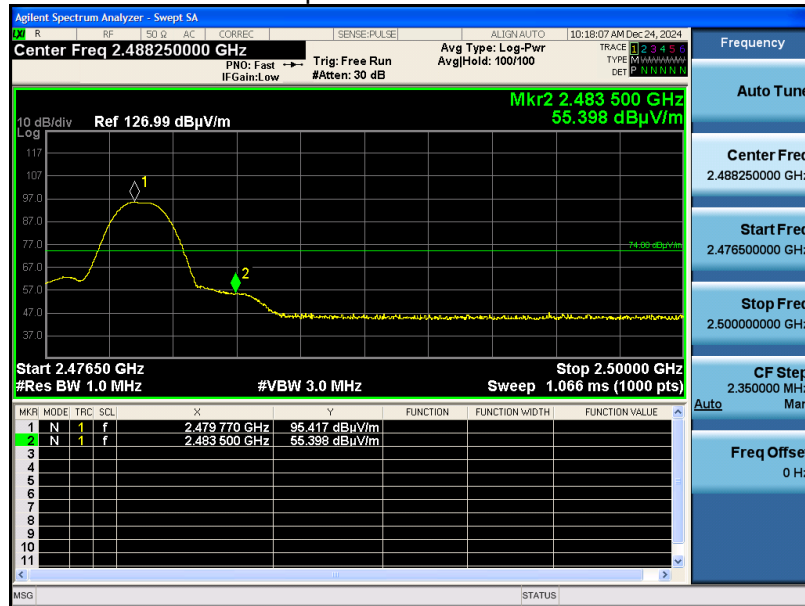 Agilent Spectrum Analyzer - Swept SA
LXI R RF 50 Ω AC CORREC SENSE:PULSE ALIGN AUTO 10:18:07 AM Dec 24, 2024
Center Freq 2.488250000 GHz
PNO: Fast
IFGain:Low
Trig: Free Run
#Atten: 30 dB
Avg Type: Log-Pwr
Avg|Hold: 100/100
TRACE 1 2 3 4 5 6
TYPE M
DET P N N N N N
Mkr2 2.483 500 GHz
55.398 dBµV/m
10 dB/div Ref 126.99 dBµV/m
Log
117
107
97.0
87.0
77.0
67.0
57.0
47.0
37.0
1
2
74.00 dBµV/m
Start 2.47650 GHz Stop 2.50000 GHz
#Res BW 1.0 MHz #VBW 3.0 MHz Sweep 1.066 ms (1000 pts)
MKR MODE TRC SCL X Y FUNCTION FUNCTION WIDTH FUNCTION VALUE
1 N 1 f 2.479 770 GHz 95.417 dBµV/m
2 N 1 f 2.483 500 GHz 55.398 dBµV/m
3
4
5
6
7
8
9
10
11
MSG STATUS
Frequency
Auto Tune
Center Freq
2.488250000 GHz
Start Freq
2.476500000 GHz
Stop Freq
2.500000000 GHz
CF Step
2.350000 MHz
Auto Man
Freq Offset
0 Hz